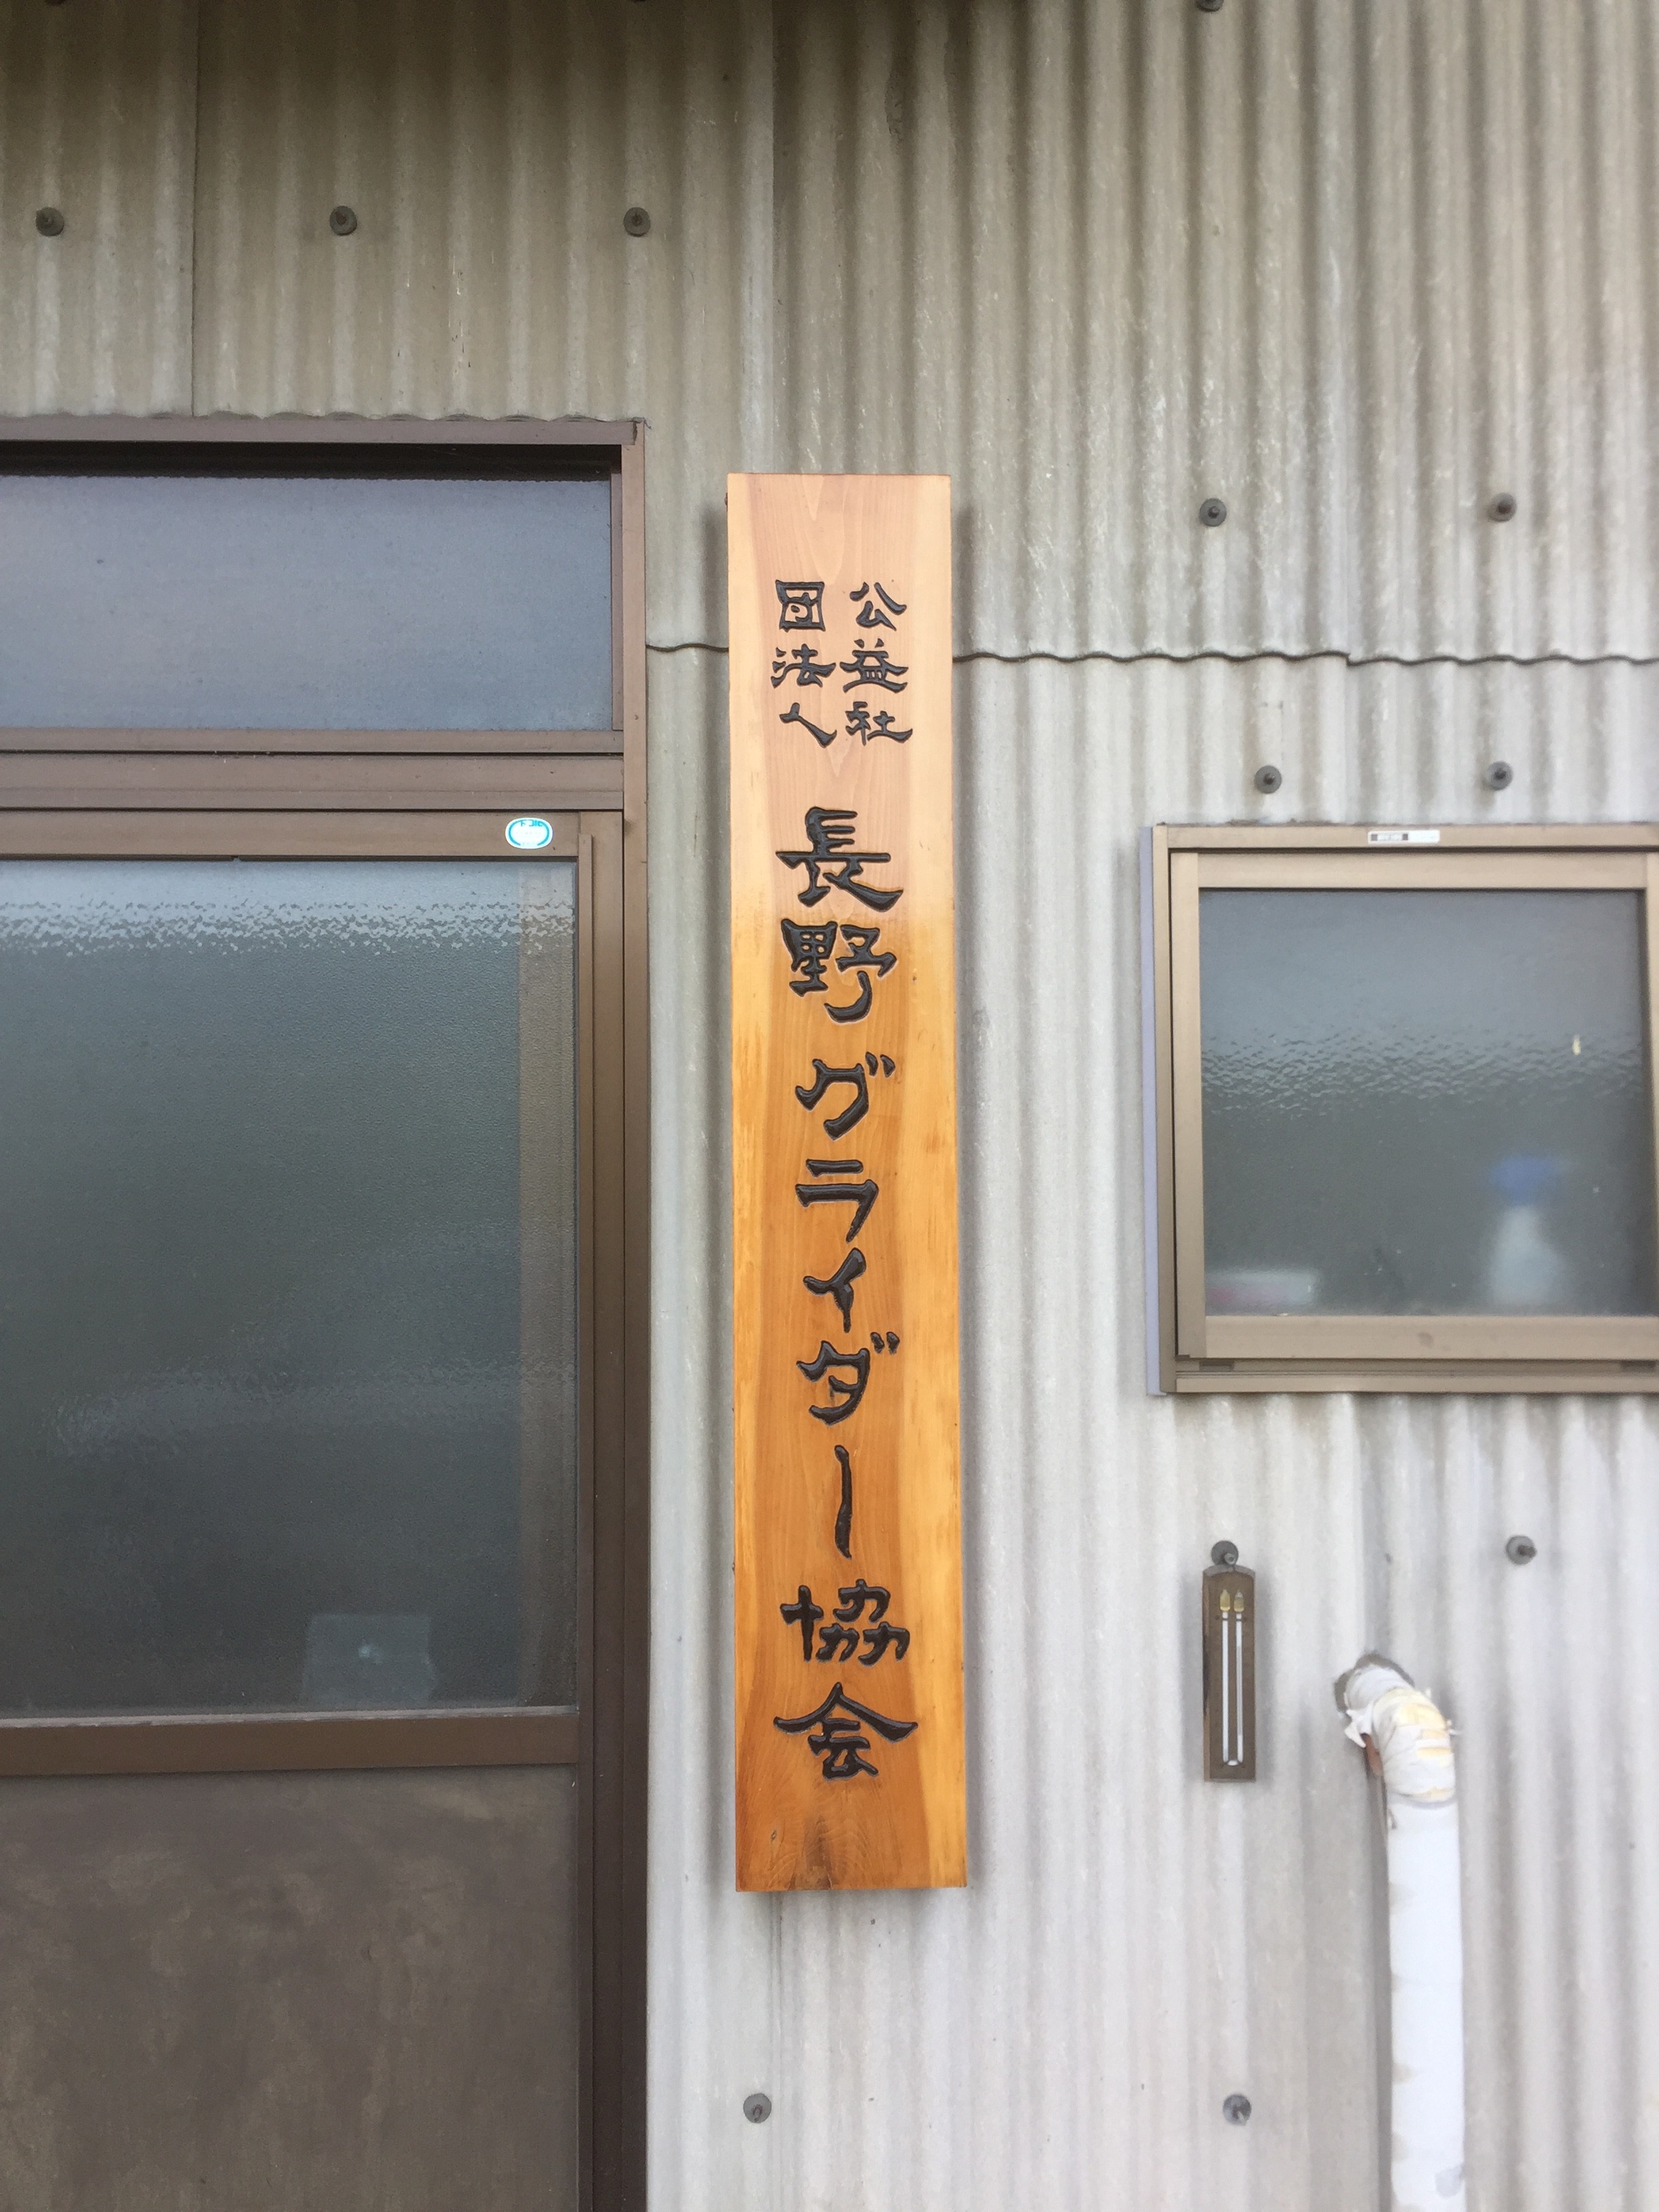 公益社
団法人
長野グライダー協会